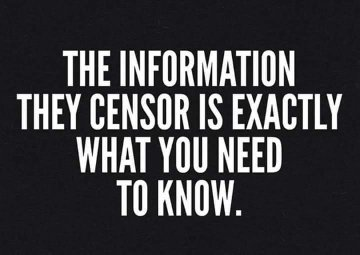 THE INFORMATION
THEY CENSOR IS EXACTLY
WHAT YOU NEED
TO KNOW.